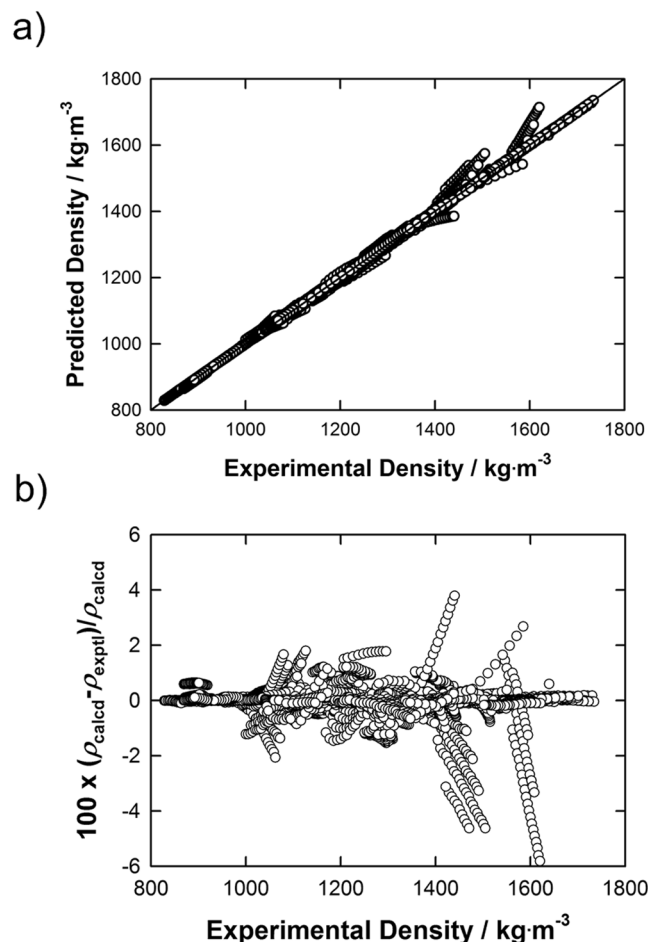 a)
1800
1600
1400
1200
1000
800
Predicted Density / kg·m-3
800 1000 1200 1400 1600 1800
Experimental Density / kg·m-3
b)
6
4
2
0
-2
-4
-6
100 x (ρcalcd-ρexptl)/ρcalcd
800 1000 1200 1400 1600 1800
Experimental Density / kg·m-3